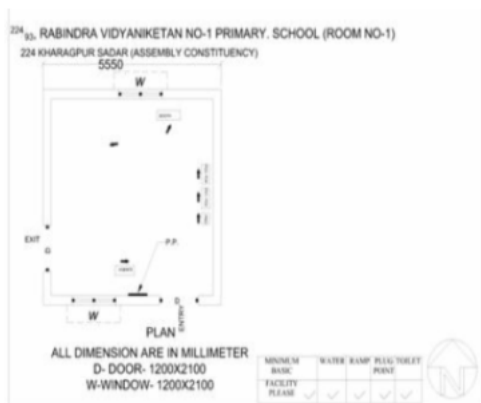 224/93, RABINDRA VIDYANIKETAN NO-1 PRIMARY. SCHOOL (ROOM NO-1)
224 KHARAGPUR SADAR (ASSEMBLY CONSTITUENCY)
5550
W
EXIT
D
P.P.
W
D
ENTRY
PLAN
ALL DIMENSION ARE IN MILLIMETER
D- DOOR- 1200X2100
W-WINDOW- 1200X2100
MINIMUM BASIC WATER RAMP PLUG POINT TOILET
FACILITY PLEASE ✓ ✓ ✓ ✓ ✓
N